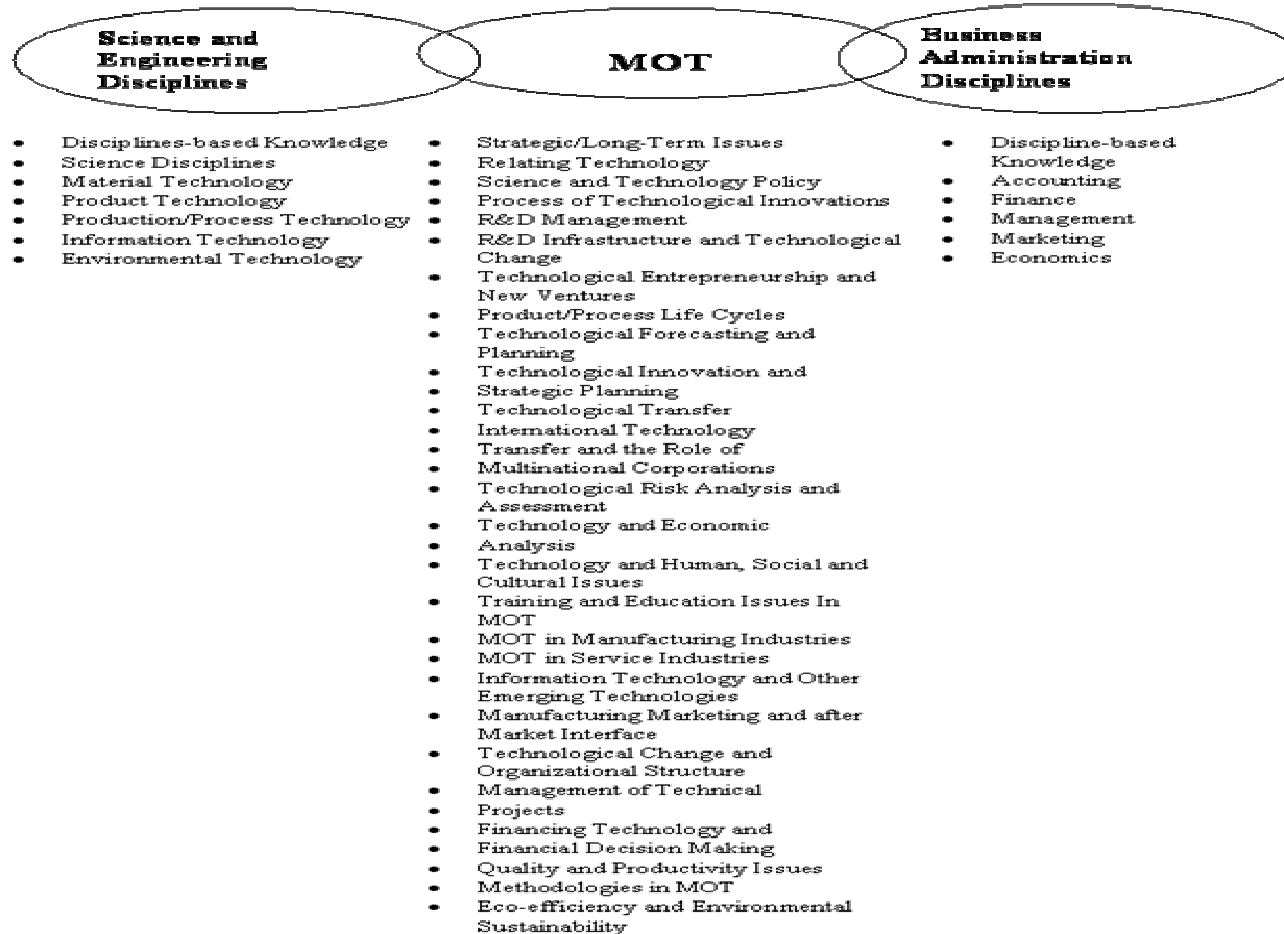 Science and
Engineering
Disciplines
MOT
Business
Administration
Disciplines
• Disciplines-based Knowledge
• Science Disciplines
• Material Technology
• Product Technology
• Production/Process Technology
• Information Technology
• Environmental Technology
• Strategic/Long-Term Issues
• Relating Technology
• Science and Technology Policy
• Process of Technological Innovations
• R&D Management
• R&D Infrastructure and Technological
Change
• Technological Entrepreneurship and
New Ventures
• Product/Process Life Cycles
• Technological Forecasting and
Planning
• Technological Innovation and
• Strategic Planning
• Technological Transfer
• International Technology
• Transfer and the Role of
• Multinational Corporations
• Technological Risk Analysis and
Assessment
• Technology and Economic
• Analysis
• Technology and Human, Social and
Cultural Issues
• Training and Education Issues In
MOT
• MOT in Manufacturing Industries
• MOT in Service Industries
• Information Technology and Other
Emerging Technologies
• Manufacturing Marketing and after
Market Interface
• Technological Change and
Organizational Structure
• Management of Technical
• Projects
• Financing Technology and
• Financial Decision Making
• Quality and Productivity Issues
• Methodologies in MOT
• Eco-efficiency and Environmental
Sustainability
• Discipline-based
Knowledge
• Accounting
• Finance
• Management
• Marketing
• Economics